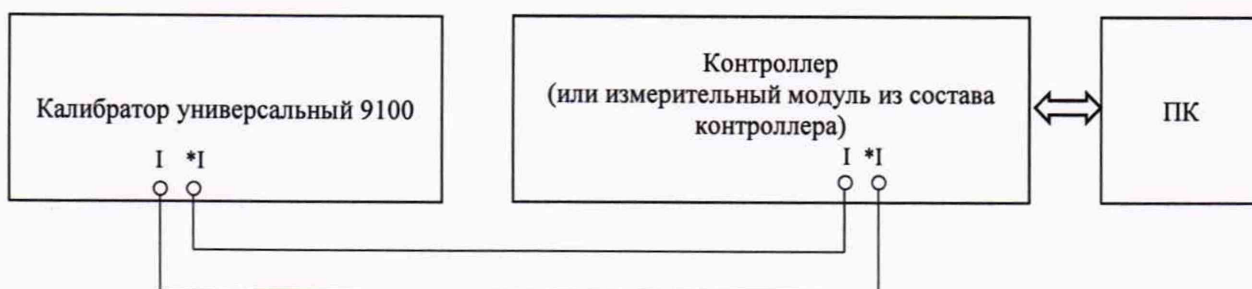 Калибратор универсальный 9100
I *I
Контроллер
(или измерительный модуль из состава
контроллера)
I *I
ПК